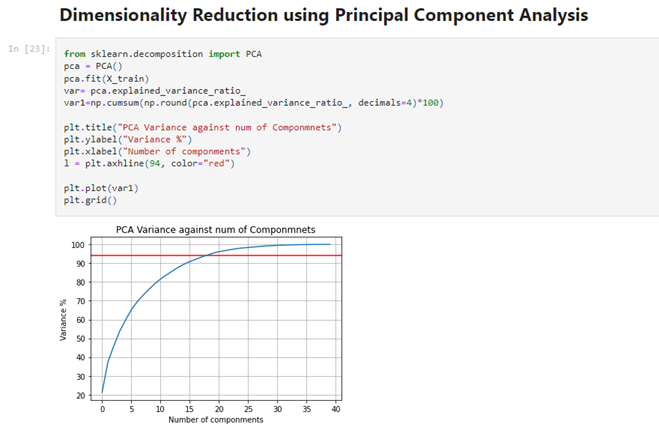 Dimensionality Reduction using Principal Component Analysis
In [23]:
from sklearn.decomposition import PCA
pca = PCA()
pca.fit(X_train)
var= pca.explained_variance_ratio_
var1=np.cumsum(np.round(pca.explained_variance_ratio_, decimals=4)*100)
plt.title("PCA Variance against num of Componmnets")
plt.ylabel("Variance %")
plt.xlabel("Number of componments")
l = plt.axhline(94, color="red")
plt.plot(var1)
plt.grid()
PCA Variance against num of Componmnets
100
90
80
70
60
50
40
30
20
Variance %
0 5 10 15 20 25 30 35 40
Number of componments